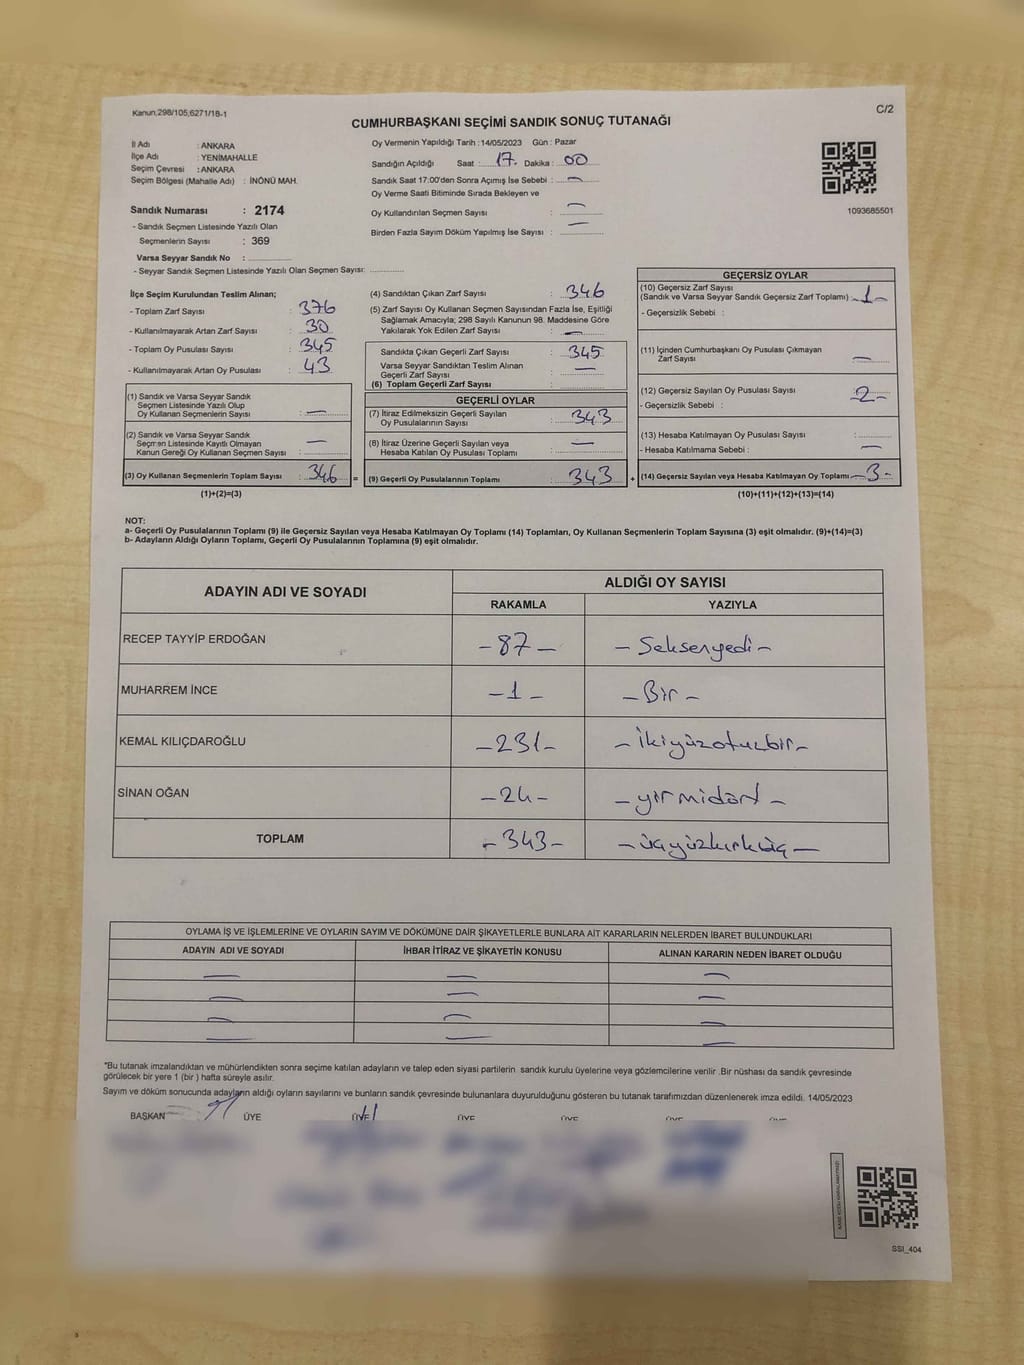 Kanun;298/105,6271/18-1
C/2
CUMHURBAŞKANI SEÇİMİ SANDIK SONUÇ TUTANAĞI
İl Adı : ANKARA
İlçe Adı : YENİMAHALLE
Seçim Çevresi : ANKARA
Seçim Bölgesi (Mahalle Adı) : İNÖNÜ MAH.
Sandık Numarası : 2174
- Sandık Seçmen Listesinde Yazılı Olan
Seçmenlerin Sayısı : 369
Varsa Seyyar Sandık No :
- Seyyar Sandık Seçmen Listesinde Yazılı Olan Seçmen Sayısı:
Oy Vermenin Yapıldığı Tarih :14/05/2023 Gün : Pazar
Sandığın Açıldığı Saat : 17. Dakika : 00
Sandık Saat 17:00'den Sonra Açımış İse Sebebi : —
Oy Verme Saati Bitiminde Sırada Bekleyen ve
Oy Kullandırılan Seçmen Sayısı : —
Birden Fazla Sayım Döküm Yapılmış İse Sayısı : —
1093685501
İlçe Seçim Kurulundan Teslim Alınan;
- Toplam Zarf Sayısı : 376
- Kullanılmayarak Artan Zarf Sayısı : 30
- Toplam Oy Pusulası Sayısı : 345
- Kullanılmayarak Artan Oy Pusulası : 43
(1) Sandık ve Varsa Seyyar Sandık
Seçmen Listesinde Yazılı Olup
Oy Kullanan Seçmenlerin Sayısı : —
(2) Sandık ve Varsa Seyyar Sandık
Seçmen Listesinde Kayıtlı Olmayan
Kanun Gereği Oy Kullanan Seçmen Sayısı : —
(3) Oy Kullanan Seçmenlerin Toplam Sayısı : 346
(1)+(2)=(3)
(4) Sandıktan Çıkan Zarf Sayısı : 346
(5) Zarf Sayısı Oy Kullanan Seçmen Sayısından Fazla İse, Eşitliği
Sağlamak Amacıyla; 298 Sayılı Kanunun 98. Maddesine Göre
Yakılarak Yok Edilen Zarf Sayısı : —
Sandıkta Çıkan Geçerli Zarf Sayısı : 345
Varsa Seyyar Sandıktan Teslim Alınan
Geçerli Zarf Sayısı : —
(6) Toplam Geçerli Zarf Sayısı :
GEÇERLİ OYLAR
(7) İtiraz Edilmeksizin Geçerli Sayılan
Oy Pusulalarının Sayısı : 343
(8) İtiraz Üzerine Geçerli Sayılan veya
Hesaba Katılan Oy Pusulası Toplamı : —
= (9) Geçerli Oy Pusulalarının Toplamı : 343 +
GEÇERSİZ OYLAR
(10) Geçersiz Zarf Sayısı
(Sandık ve Varsa Seyyar Sandık Geçersiz Zarf Toplamı) : -1-
- Geçersizlik Sebebi :
(11) İçinden Cumhurbaşkanı Oy Pusulası Çıkmayan
Zarf Sayısı —
(12) Geçersiz Sayılan Oy Pusulası Sayısı : -2-
- Geçersizlik Sebebi :
(13) Hesaba Katılmayan Oy Pusulası Sayısı :
- Hesaba Katılmama Sebebi : —
(14) Geçersiz Sayılan veya Hesaba Katılmayan Oy Toplamı -3-
(10)+(11)+(12)+(13)=(14)
NOT:
a- Geçerli Oy Pusulalarının Toplamı (9) ile Geçersiz Sayılan veya Hesaba Katılmayan Oy Toplamı (14) Toplamları, Oy Kullanan Seçmenlerin Toplam Sayısına (3) eşit olmalıdır. (9)+(14)=(3)
b- Adayların Aldığı Oyların Toplamı, Geçerli Oy Pusulalarının Toplamına (9) eşit olmalıdır.
ADAYIN ADI VE SOYADI ALDIĞI OY SAYISI
RAKAMLA YAZIYLA
RECEP TAYYİP ERDOĞAN -87- -Seksenyedi-
MUHARREM İNCE -1- -Bir-
KEMAL KILIÇDAROĞLU -231- -ikiyüzotuzbir-
SİNAN OĞAN -24- -yirmidört-
TOPLAM -343- -üçyüzkırküç-
OYLAMA İŞ VE İŞLEMLERİNE VE OYLARIN SAYIM VE DÖKÜMÜNE DAİR ŞİKAYETLERLE BUNLARA AİT KARARLARIN NELERDEN İBARET BULUNDUKLARI
ADAYIN ADI VE SOYADI İHBAR İTİRAZ VE ŞİKAYETİN KONUSU ALINAN KARARIN NEDEN İBARET OLDUĞU
— — —
— — —
— — —
— — —
*Bu tutanak imzalandıktan ve mühürlendikten sonra seçime katılan adayların ve talep eden siyasi partilerin sandık kurulu üyelerine veya gözlemcilerine verilir .Bir nüshası da sandık çevresinde
görülecek bir yere 1 (bir ) hafta süreyle asılır.
Sayım ve döküm sonucunda adayların aldığı oyların sayılarını ve bunların sandık çevresinde bulunanlara duyurulduğunu gösteren bu tutanak tarafımızdan düzenlenerek imza edildi. 14/05/2023
BAŞKAN ÜYE ÜYE ÜYE ÜYE ÜYE ÜYE
SSI_404